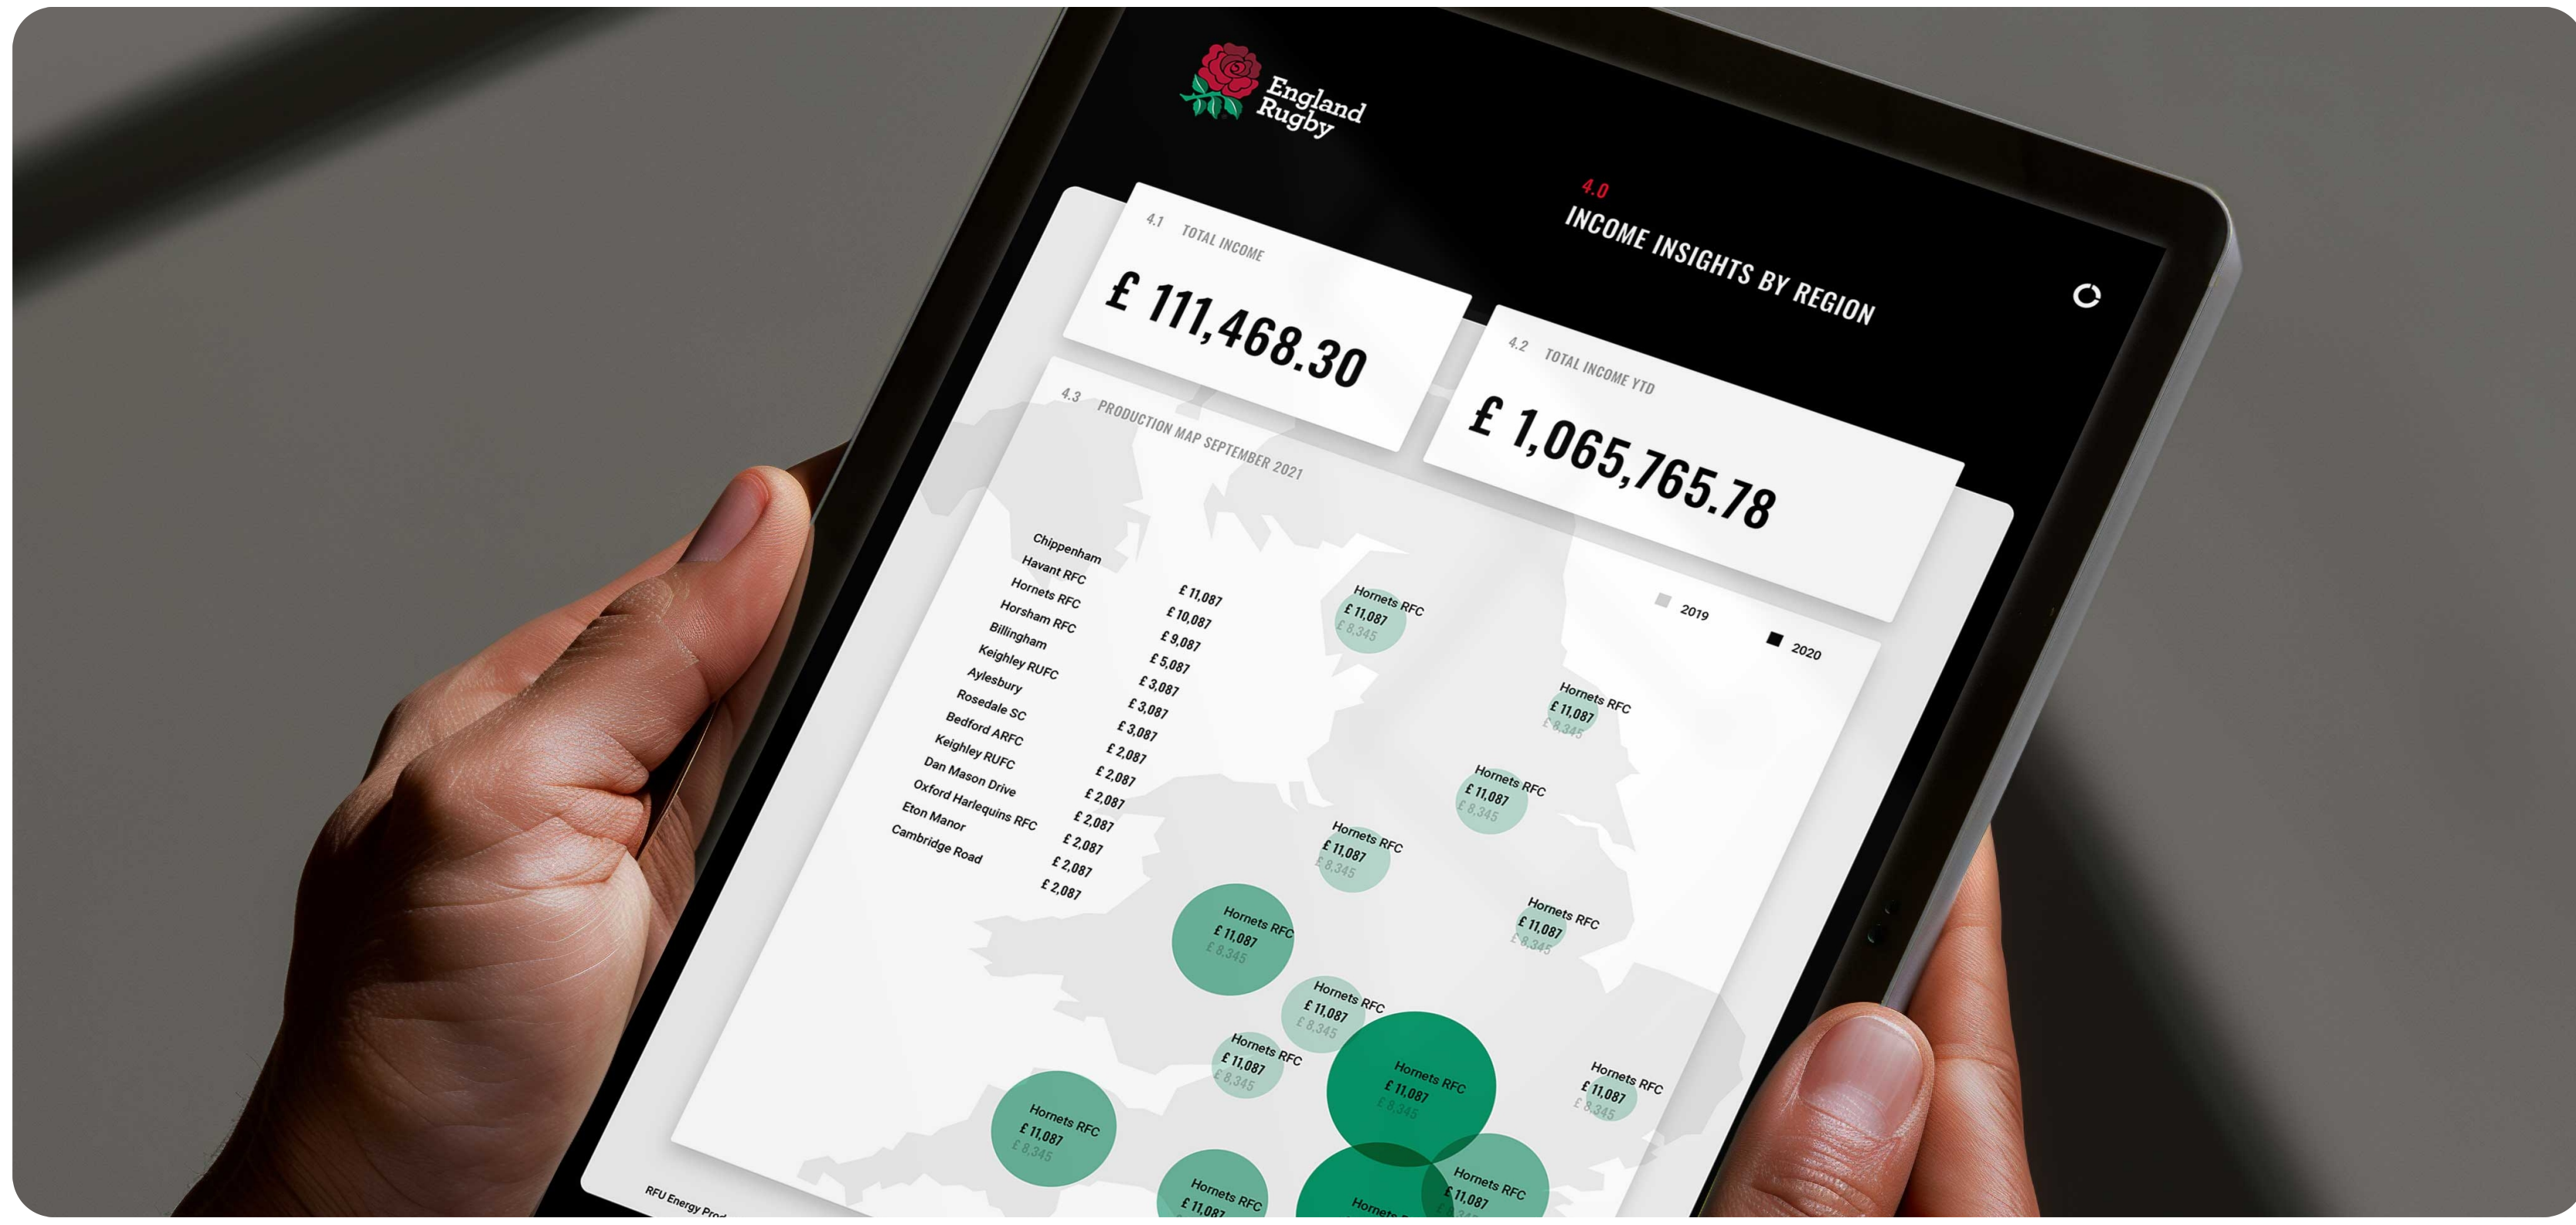 England
Rugby
4.0
INCOME INSIGHTS BY REGION
4.1 TOTAL INCOME
£ 111,468.30
4.2 TOTAL INCOME YTD
£ 1,065,765.78
4.3 PRODUCTION MAP SEPTEMBER 2021
2019
2020
Chippenham £ 11,087
Havant RFC £ 10,087
Hornets RFC £ 9,087
Horsham RFC £ 5,087
Billingham £ 3,087
Keighley RUFC £ 3,087
Aylesbury £ 3,087
Rosedale SC £ 2,087
Bedford ARFC £ 2,087
Keighley RUFC £ 2,087
Dan Mason Drive £ 2,087
Oxford Harlequins RFC £ 2,087
Eton Manor £ 2,087
Cambridge Road £ 2,087
Hornets RFC
£ 11,087
£ 8,345
Hornets RFC
£ 11,087
£ 8,345
Hornets RFC
£ 11,087
£ 8,345
Hornets RFC
£ 11,087
£ 8,345
Hornets RFC
£ 11,087
£ 8,345
Hornets RFC
£ 11,087
£ 8,345
Hornets RFC
£ 11,087
£ 8,345
Hornets RFC
£ 11,087
£ 8,345
Hornets RFC
£ 11,087
£ 8,345
Hornets RFC
£ 11,087
£ 8,345
Hornets RFC
£ 11,087
£ 8,345
Hornets RFC
£ 11,087
Hornets RFC
£ 11,087
Hornets
RFU Energy